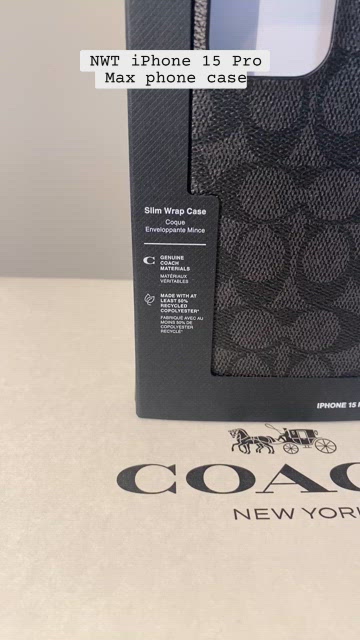 NWT iPhone 15 Pro
Max phone case
Slim Wrap Case
Coque
Enveloppante Mince
GENUINE
COACH
MATERIALS
MATÉRIAUX
VÉRITABLES
MADE WITH AT
LEAST 50%
RECYCLED
COPOLYESTER*
FABRIQUÉ AVEC AU
MOINS 50% DE
COPOLYESTER
RECYCLÉ*
IPHONE 15
COAC
NEW YOR